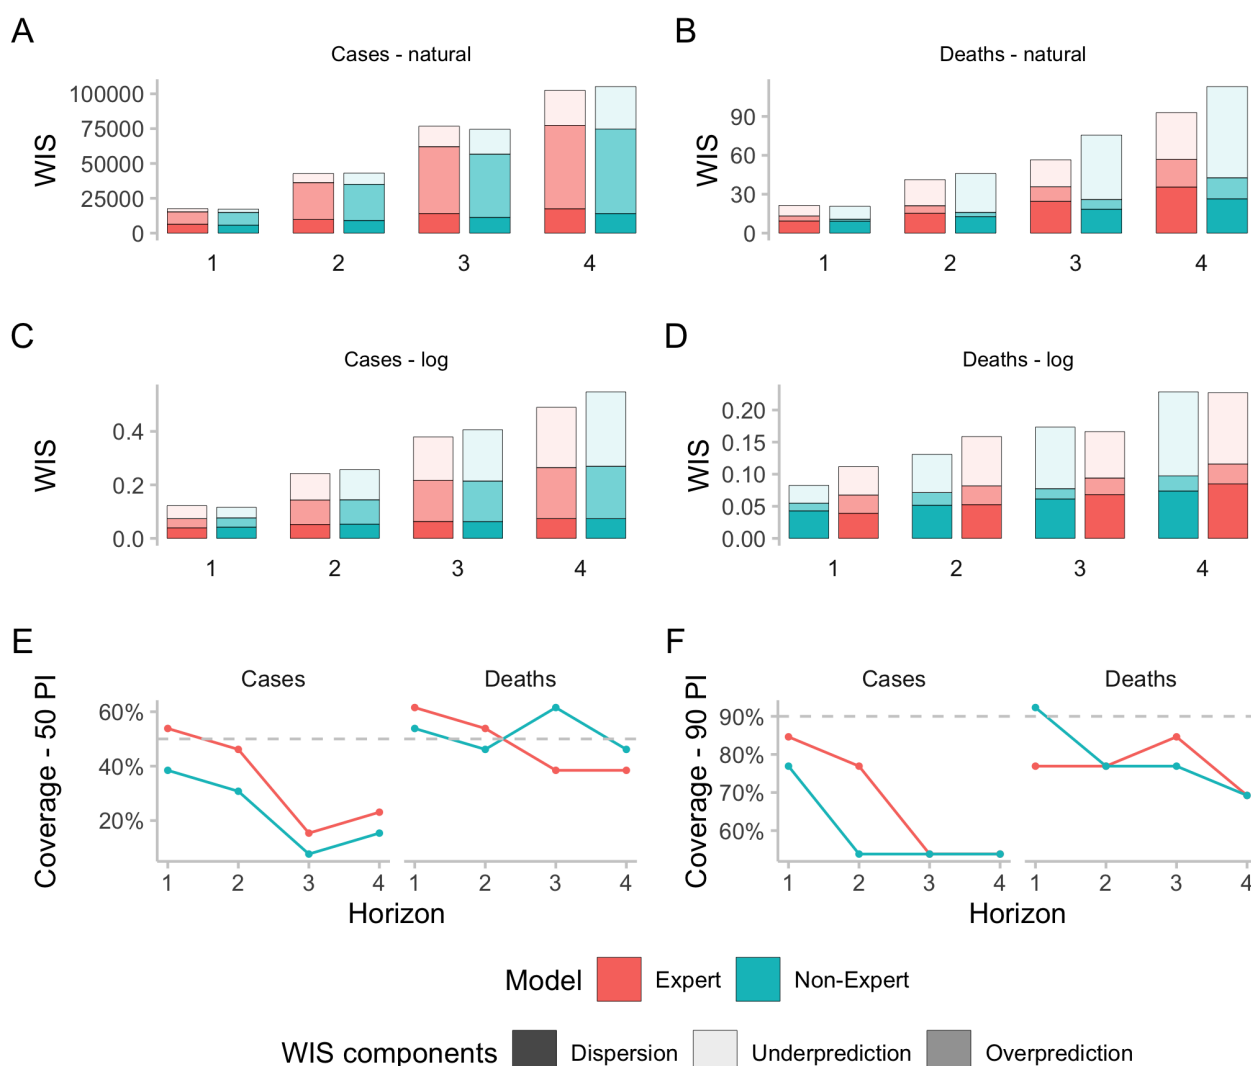 A
Cases - natural
WIS
100000
75000
50000
25000
0
1 2 3 4
B
Deaths - natural
WIS
90
60
30
0
1 2 3 4
C
Cases - log
WIS
0.4
0.2
0.0
1 2 3 4
D
Deaths - log
WIS
0.20
0.15
0.10
0.05
0.00
1 2 3 4
E
Cases Deaths
Coverage - 50 PI
60%
40%
20%
1 2 3 4 1 2 3 4
Horizon
F
Cases Deaths
Coverage - 90 PI
90%
80%
70%
60%
1 2 3 4 1 2 3 4
Horizon
Model Expert Non-Expert
WIS components Dispersion Underprediction Overprediction